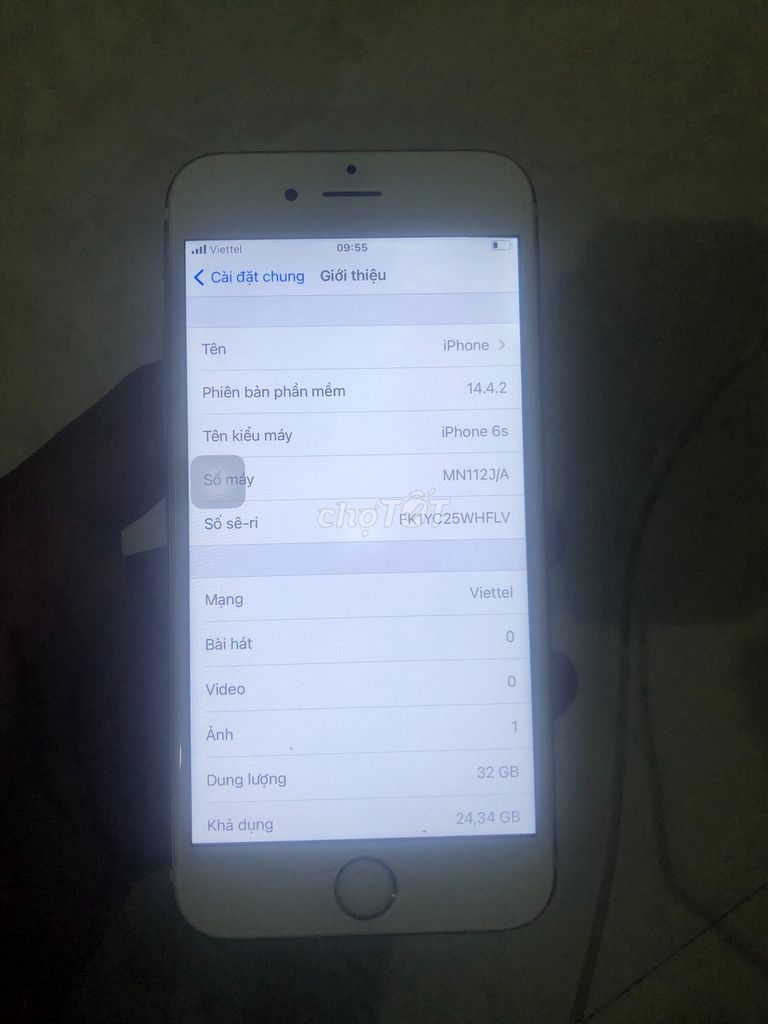 Viettel 09:55
Cài đặt chung Giới thiệu
Tên iPhone
Phiên bản phần mềm 14.4.2
Tên kiểu máy iPhone 6s
Số máy MN112J/A
Số sê-ri FK1YC25WHFLV
chợTỐT
Mạng Viettel
Bài hát 0
Video 0
Ảnh 1
Dung lượng 32 GB
Khả dụng 24,34 GB